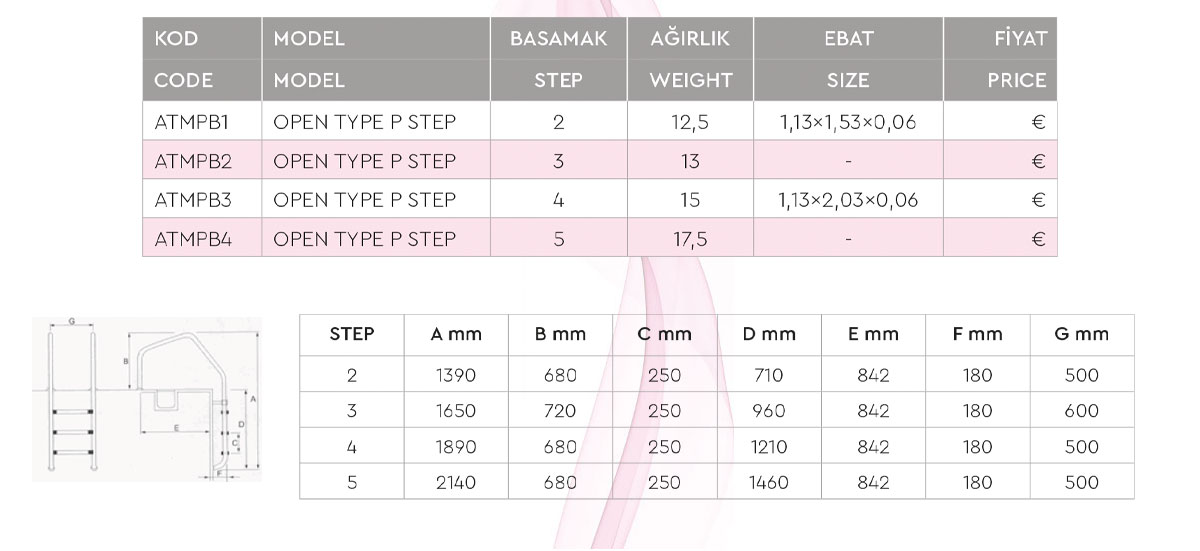 KOD MODEL BASAMAK AĞIRLIK EBAT FİYAT
CODE MODEL STEP WEIGHT SIZE PRICE
ATMPB1 OPEN TYPE P STEP 2 12,5 1,13×1,53×0,06 €
ATMPB2 OPEN TYPE P STEP 3 13 - €
ATMPB3 OPEN TYPE P STEP 4 15 1,13×2,03×0,06 €
ATMPB4 OPEN TYPE P STEP 5 17,5 - €
G
B
A
D
E
C
F
STEP A mm B mm C mm D mm E mm F mm G mm
2 1390 680 250 710 842 180 500
3 1650 720 250 960 842 180 600
4 1890 680 250 1210 842 180 500
5 2140 680 250 1460 842 180 500